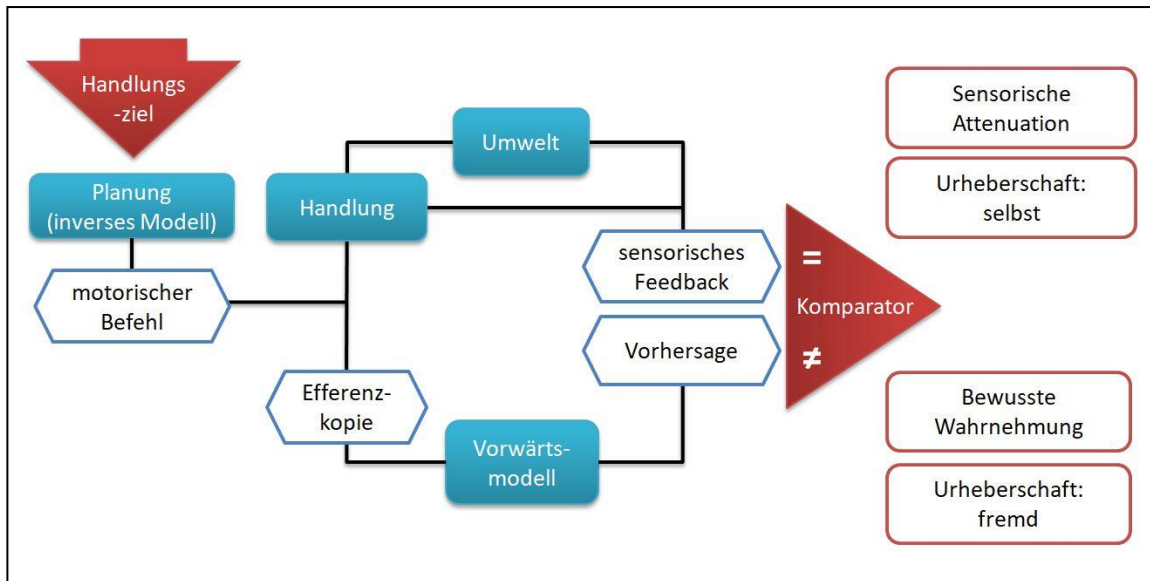 Handlungs
-ziel
Planung
(inverses Modell)
motorischer
Befehl
Handlung
Umwelt
Efferenz-
kopie
Vorwärts-
modell
sensorisches
Feedback
Vorhersage
=
Komparator
≠
Sensorische
Attenuation
Urheberschaft:
selbst
Bewusste
Wahrnehmung
Urheberschaft:
fremd